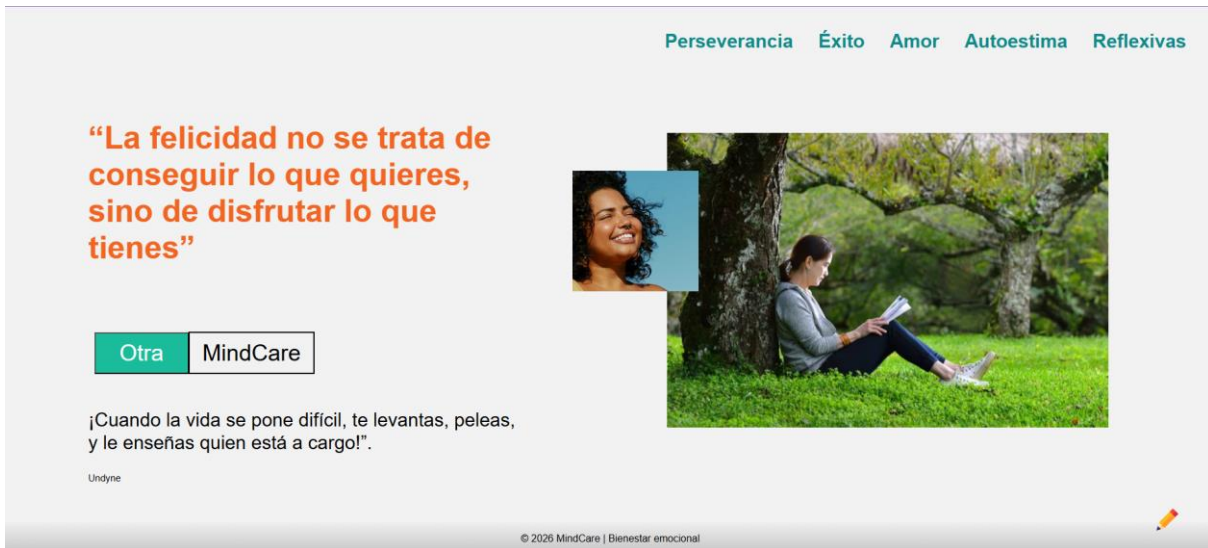 Perseverancia Éxito Amor Autoestima Reflexivas
“La felicidad no se trata de
conseguir lo que quieres,
sino de disfrutar lo que
tienes”
Otra MindCare
¡Cuando la vida se pone difícil, te levantas, peleas,
y le enseñas quien está a cargo!”.
Undyne
© 2026 MindCare | Bienestar emocional